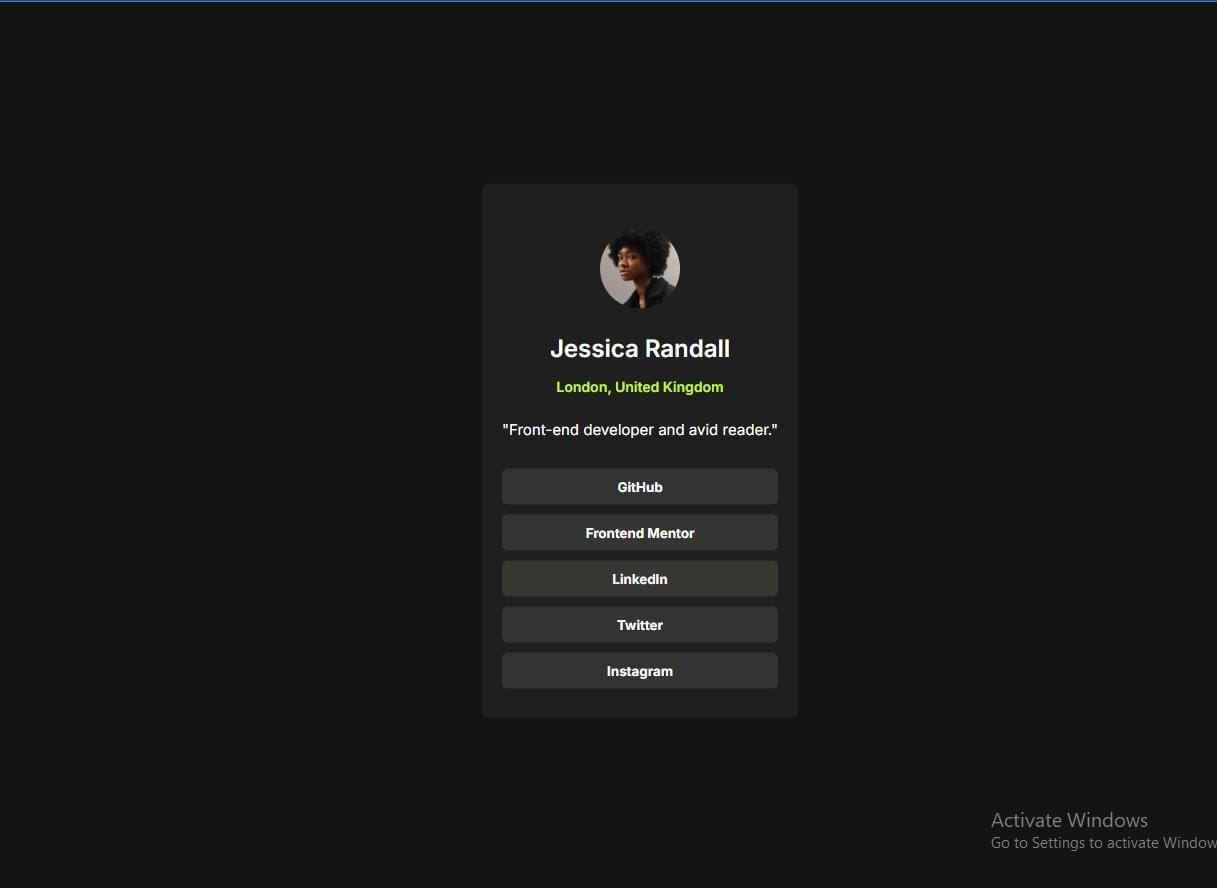 Jessica Randall
London, United Kingdom
"Front-end developer and avid reader."
GitHub
Frontend Mentor
LinkedIn
Twitter
Instagram
Activate Windows
Go to Settings to activate Window